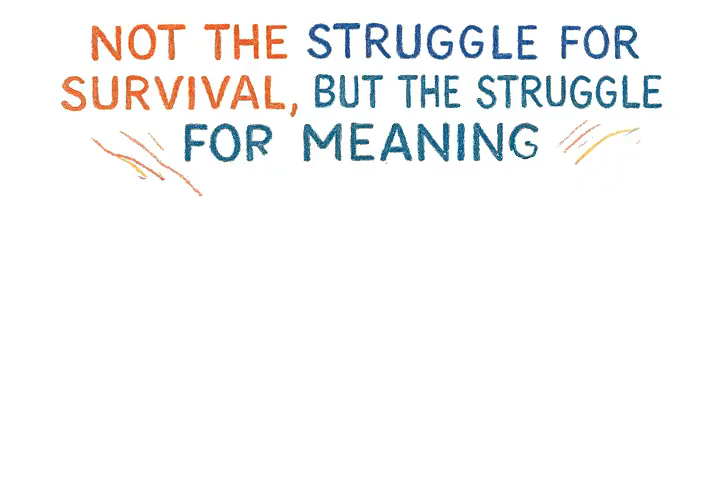 NOT THE STRUGGLE FOR
SURVIVAL, BUT THE STRUGGLE
FOR MEANING